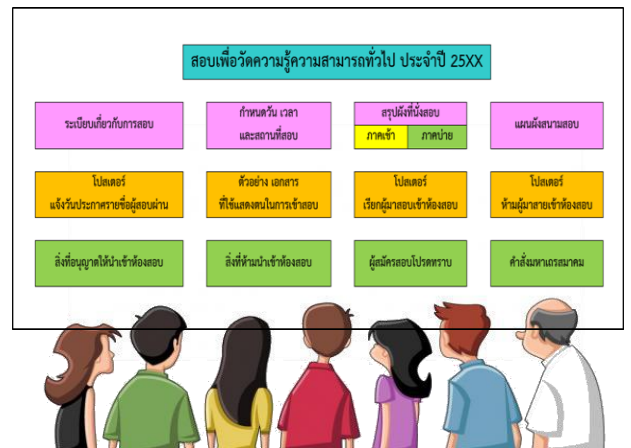 สอบเพื่อวัดความรู้ความสามารถทั่วไป ประจำปี 25XX
ระเบียบเกี่ยวกับการสอบ
กำหนดวัน เวลา
และสถานที่สอบ
สรุปผังที่นั่งสอบ
ภาคเช้า
ภาคบ่าย
แผนผังสนามสอบ
โปสเตอร์
แจ้งวันประกาศรายชื่อผู้สอบผ่าน
ตัวอย่าง เอกสาร
ที่ใช้แสดงตนในการเข้าสอบ
โปสเตอร์
เรียกผู้มาสอบเข้าห้องสอบ
โปสเตอร์
ห้ามผู้มาสายเข้าห้องสอบ
สิ่งที่อนุญาตให้นำเข้าห้องสอบ
สิ่งที่ห้ามนำเข้าห้องสอบ
ผู้สมัครสอบโปรดทราบ
คำสั่งมหาเถรสมาคม